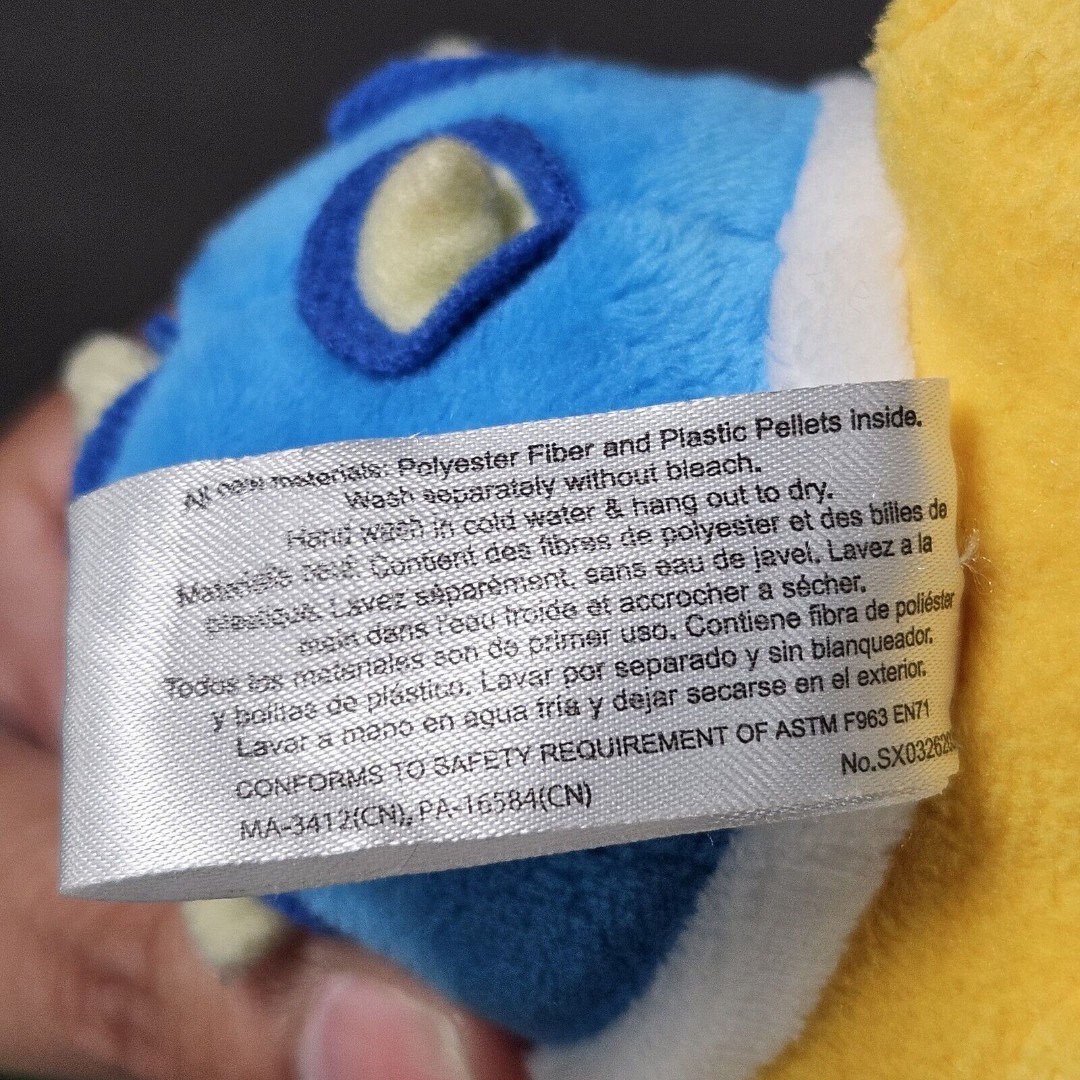 All new materials: Polyester Fiber and Plastic Pellets inside.
Wash separately without bleach.
Hand wash in cold water & hang out to dry.
Matériels neuf. Contient des fibres de polyester et des billes de
plastique. Lavez séparément, sans eau de javel. Lavez a la
main dans l'eau froide et accrocher a sécher.
Todos los materiales son de primer uso. Contiene fibra de poliéster
y bolitas de plástico. Lavar por separado y sin blanqueador.
Lavar a mano en agua fría y dejar secarse en el exterior.
CONFORMS TO SAFETY REQUIREMENT OF ASTM F963 EN71
No.SX032620
MA-3412(CN), PA-16584(CN)